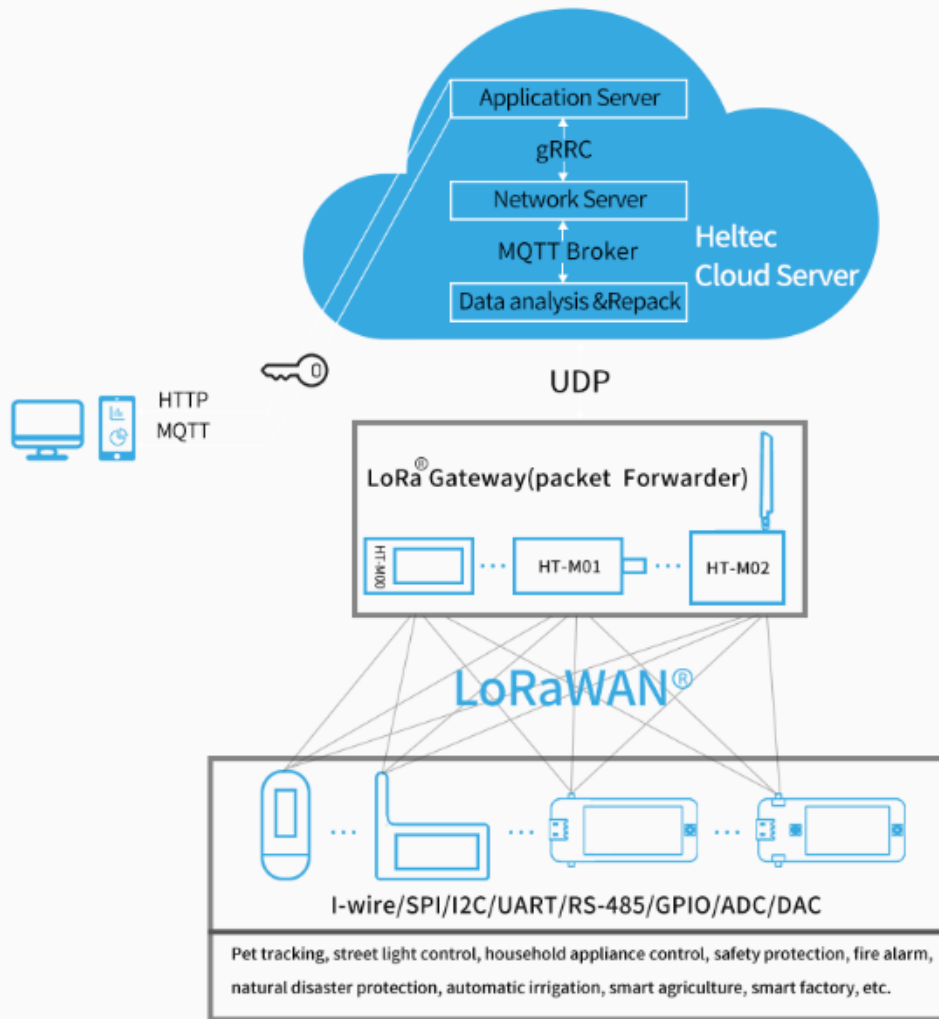 Application Server
gRRC
Network Server
MQTT Broker
Data analysis &Repack
Heltec
Cloud Server
UDP
HTTP
MQTT
LoRa® Gateway(packet Forwarder)
HT-M00
HT-M01
HT-M02
LoRaWAN®
I-wire/SPI/I2C/UART/RS-485/GPIO/ADC/DAC
Pet tracking, street light control, household appliance control, safety protection, fire alarm,
natural disaster protection, automatic irrigation, smart agriculture, smart factory, etc.